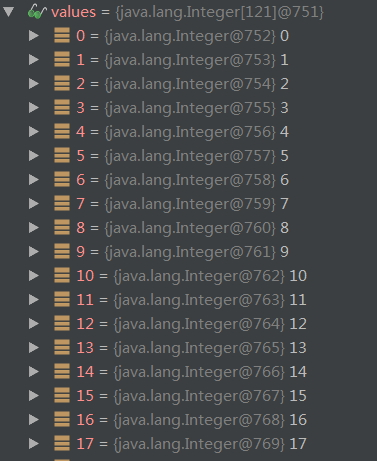 values = {java.lang.Integer[121]@751}
0 = {java.lang.Integer@752} 0
1 = {java.lang.Integer@753} 1
2 = {java.lang.Integer@754} 2
3 = {java.lang.Integer@755} 3
4 = {java.lang.Integer@756} 4
5 = {java.lang.Integer@757} 5
6 = {java.lang.Integer@758} 6
7 = {java.lang.Integer@759} 7
8 = {java.lang.Integer@760} 8
9 = {java.lang.Integer@761} 9
10 = {java.lang.Integer@762} 10
11 = {java.lang.Integer@763} 11
12 = {java.lang.Integer@764} 12
13 = {java.lang.Integer@765} 13
14 = {java.lang.Integer@766} 14
15 = {java.lang.Integer@767} 15
16 = {java.lang.Integer@768} 16
17 = {java.lang.Integer@769} 17